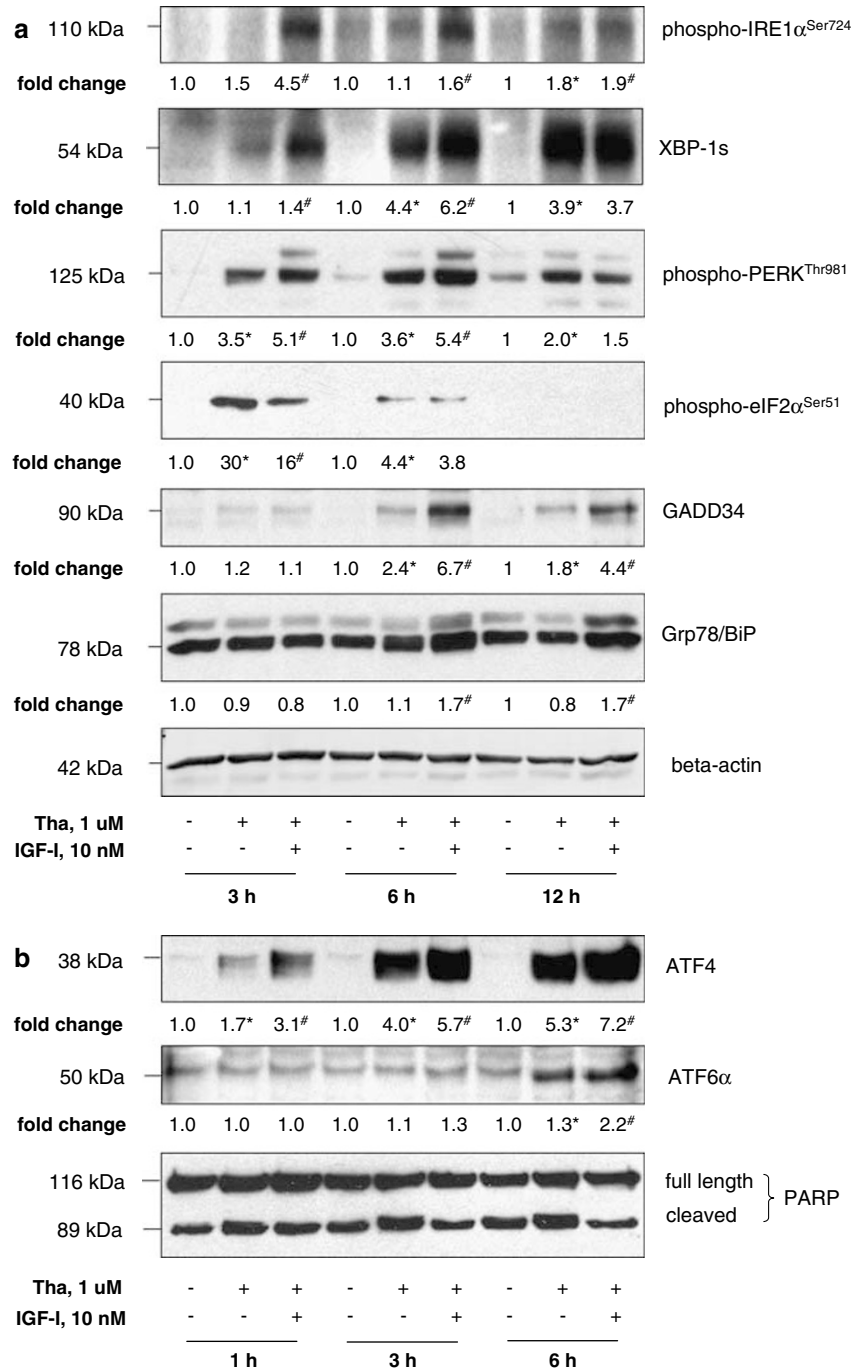 a
110 kDa phospho-IRE1αSer724
fold change 1.0 1.5 4.5# 1.0 1.1 1.6# 1 1.8* 1.9#
54 kDa XBP-1s
fold change 1.0 1.1 1.4# 1.0 4.4* 6.2# 1 3.9* 3.7
125 kDa phospho-PERKThr981
fold change 1.0 3.5* 5.1# 1.0 3.6* 5.4# 1 2.0* 1.5
40 kDa phospho-eIF2αSer51
fold change 1.0 30* 16# 1.0 4.4* 3.8
90 kDa GADD34
fold change 1.0 1.2 1.1 1.0 2.4* 6.7# 1 1.8* 4.4#
78 kDa Grp78/BiP
fold change 1.0 0.9 0.8 1.0 1.1 1.7# 1 0.8 1.7#
42 kDa beta-actin
Tha, 1 uM - + + - + + - + +
IGF-I, 10 nM - - + - - + - - +
3 h 6 h 12 h
b
38 kDa ATF4
fold change 1.0 1.7* 3.1# 1.0 4.0* 5.7# 1.0 5.3* 7.2#
50 kDa ATF6α
fold change 1.0 1.0 1.0 1.0 1.1 1.3 1.0 1.3* 2.2#
116 kDa full length
PARP
89 kDa cleaved
Tha, 1 uM - + + - + + - + +
IGF-I, 10 nM - - + - - + - - +
1 h 3 h 6 h